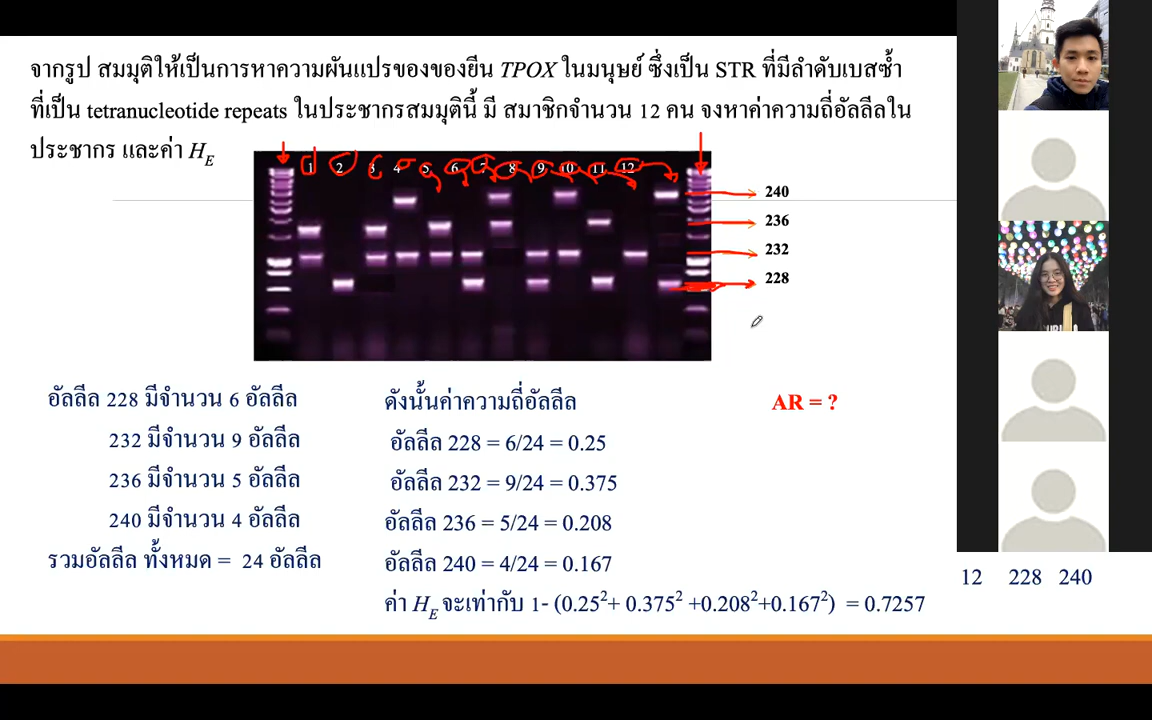 จากรูป สมมุติให้เป็นการหาความผันแปรของของยีน TPOX ในมนุษย์ ซึ่งเป็น STR ที่มีลำดับเบสซ้ำ
ที่เป็น tetranucleotide repeats ในประชากรสมมุตินี้ มี สมาชิกจำนวน 12 คน จงหาค่าความถี่อัลลีลใน
ประชากร และค่า H_E
1 2 3 4 5 6 7 8 9 10 11 12
240
236
232
228
อัลลีล 228 มีจำนวน 6 อัลลีล
232 มีจำนวน 9 อัลลีล
236 มีจำนวน 5 อัลลีล
240 มีจำนวน 4 อัลลีล
รวมอัลลีล ทั้งหมด = 24 อัลลีล
ดังนั้นค่าความถี่อัลลีล
อัลลีล 228 = 6/24 = 0.25
อัลลีล 232 = 9/24 = 0.375
อัลลีล 236 = 5/24 = 0.208
อัลลีล 240 = 4/24 = 0.167
ค่า H_E จะเท่ากับ 1- (0.25²+ 0.375² +0.208²+0.167²) = 0.7257
AR = ?
12 228 240